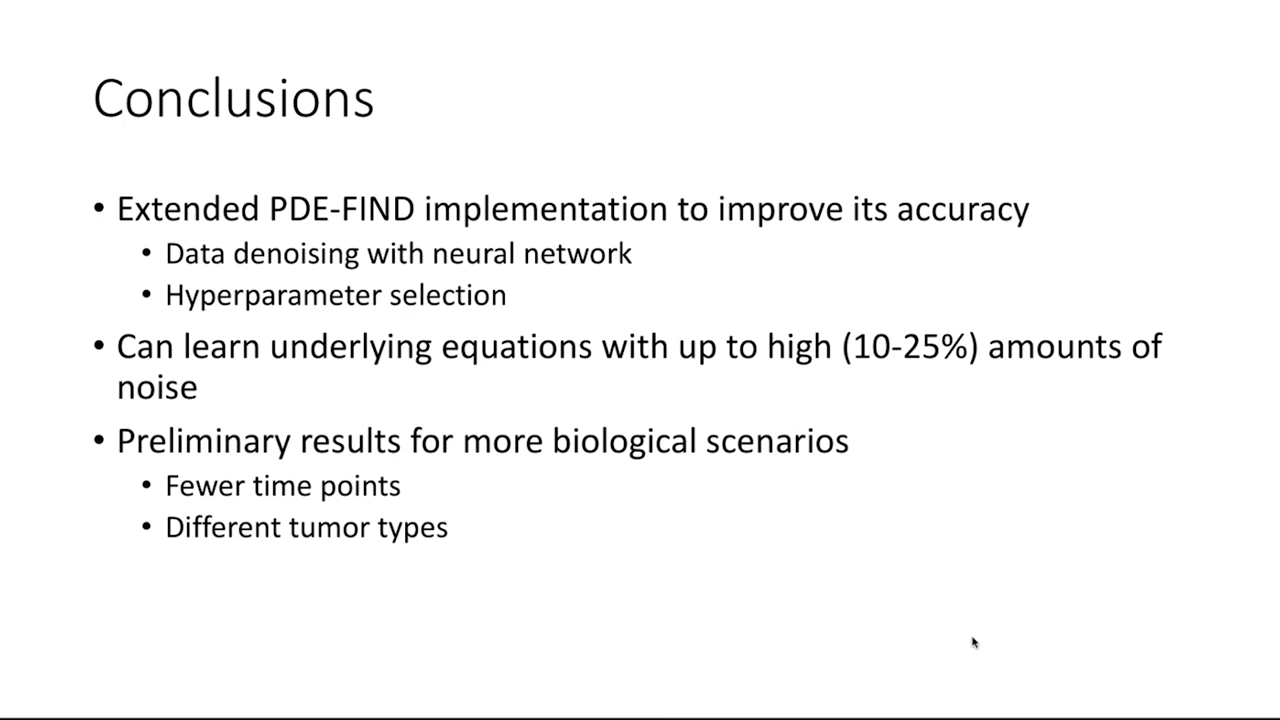 Conclusions
• Extended PDE-FIND implementation to improve its accuracy
• Data denoising with neural network
• Hyperparameter selection
• Can learn underlying equations with up to high (10-25%) amounts of
noise
• Preliminary results for more biological scenarios
• Fewer time points
• Different tumor types